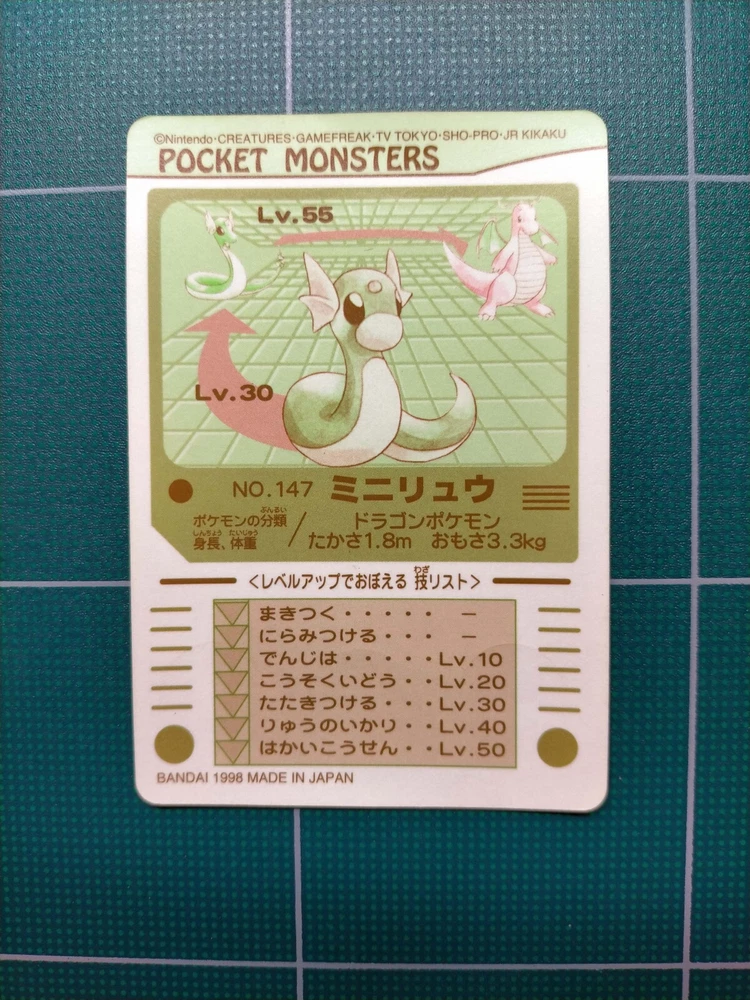 ©Nintendo·CREATURES·GAMEFREAK·TV TOKYO·SHO-PRO·JR KIKAKU
POCKET MONSTERS
Lv.55
Lv.30
NO.147 ミニリュウ
ぶんるい
ポケモンの分類 / ドラゴンポケモン
しんちょう たいじゅう
身長、体重 たかさ1.8m おもさ3.3kg
わざ
<レベルアップでおぼえる 技リスト>
まきつく・・・・・ −
にらみつける・・・ −
でんじは・・・・・Lv.10
こうそくいどう・・Lv.20
たたきつける・・・Lv.30
りゅうのいかり・・Lv.40
はかいこうせん・・Lv.50
BANDAI 1998 MADE IN JAPAN